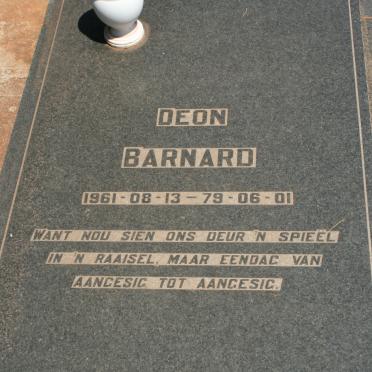 DEON
BARNARD
1961-08-13-79-06-01
WANT NOU SIEN ONS DEUR 'N SPIEËL
IN 'N RAAISEL, MAAR EENDAG VAN
AANGESIG TOT AANGESIG.